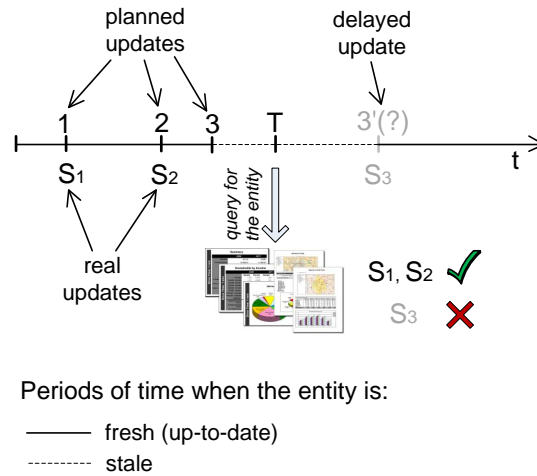 planned
updates
delayed
update
1 2 3 T 3'(?)
t
S1 S2 S3
query for
the entity
real
updates
S1, S2
S3
Periods of time when the entity is:
fresh (up-to-date)
stale